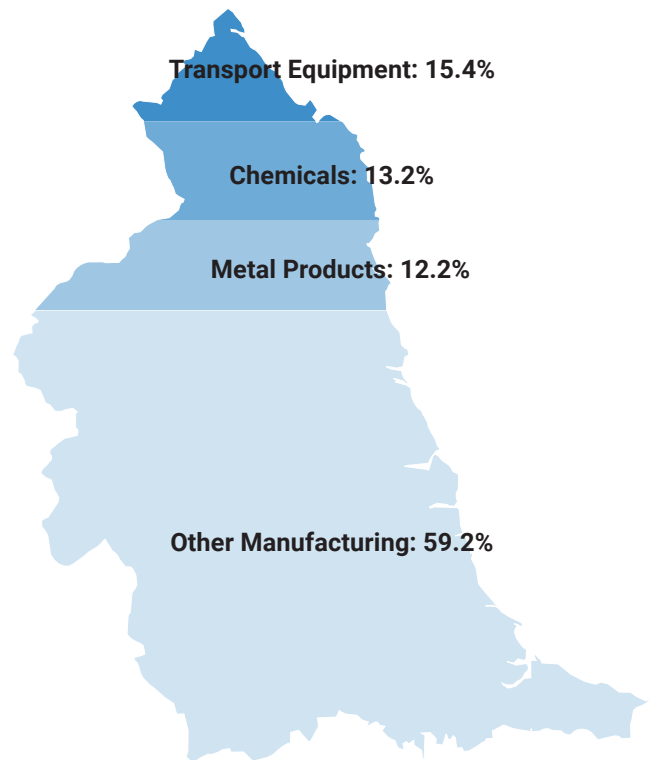 Transport Equipment: 15.4%
Chemicals: 13.2%
Metal Products: 12.2%
Other Manufacturing: 59.2%